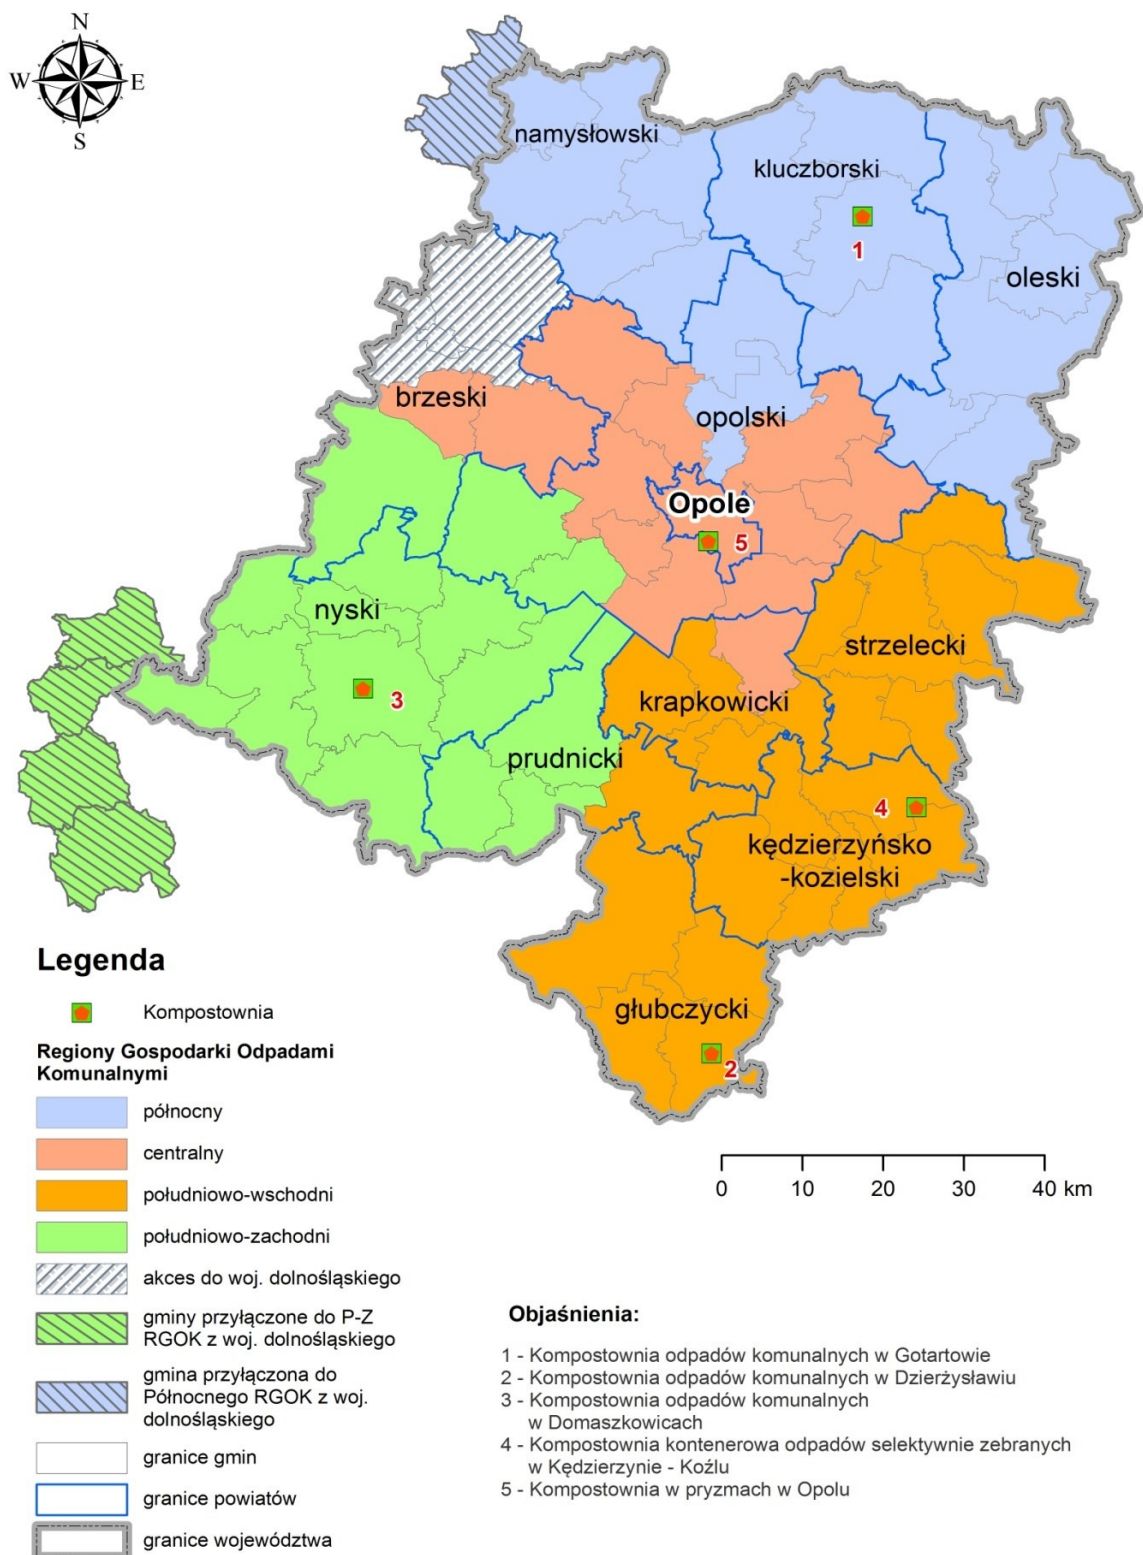 N
W E
S
namysłowski
kluczborski
1
oleski
brzeski
opolski
Opole
5
nyski
strzelecki
3
krapkowicki
prudnicki
4
kędzierzyńsko
-kozielski
głubczycki
2
Legenda
Kompostownia
Regiony Gospodarki Odpadami
Komunalnymi
północny
centralny
południowo-wschodni
południowo-zachodni
akces do woj. dolnośląskiego
gminy przyłączone do P-Z
RGOK z woj. dolnośląskiego
gmina przyłączona do
Północnego RGOK z woj.
dolnośląskiego
granice gmin
granice powiatów
granice województwa
0 10 20 30 40 km
Objaśnienia:
1 - Kompostownia odpadów komunalnych w Gotartowie
2 - Kompostownia odpadów komunalnych w Dzierżysławiu
3 - Kompostownia odpadów komunalnych
w Domaszkowicach
4 - Kompostownia kontenerowa odpadów selektywnie zebranych
w Kędzierzynie - Koźlu
5 - Kompostownia w pryzmach w Opolu